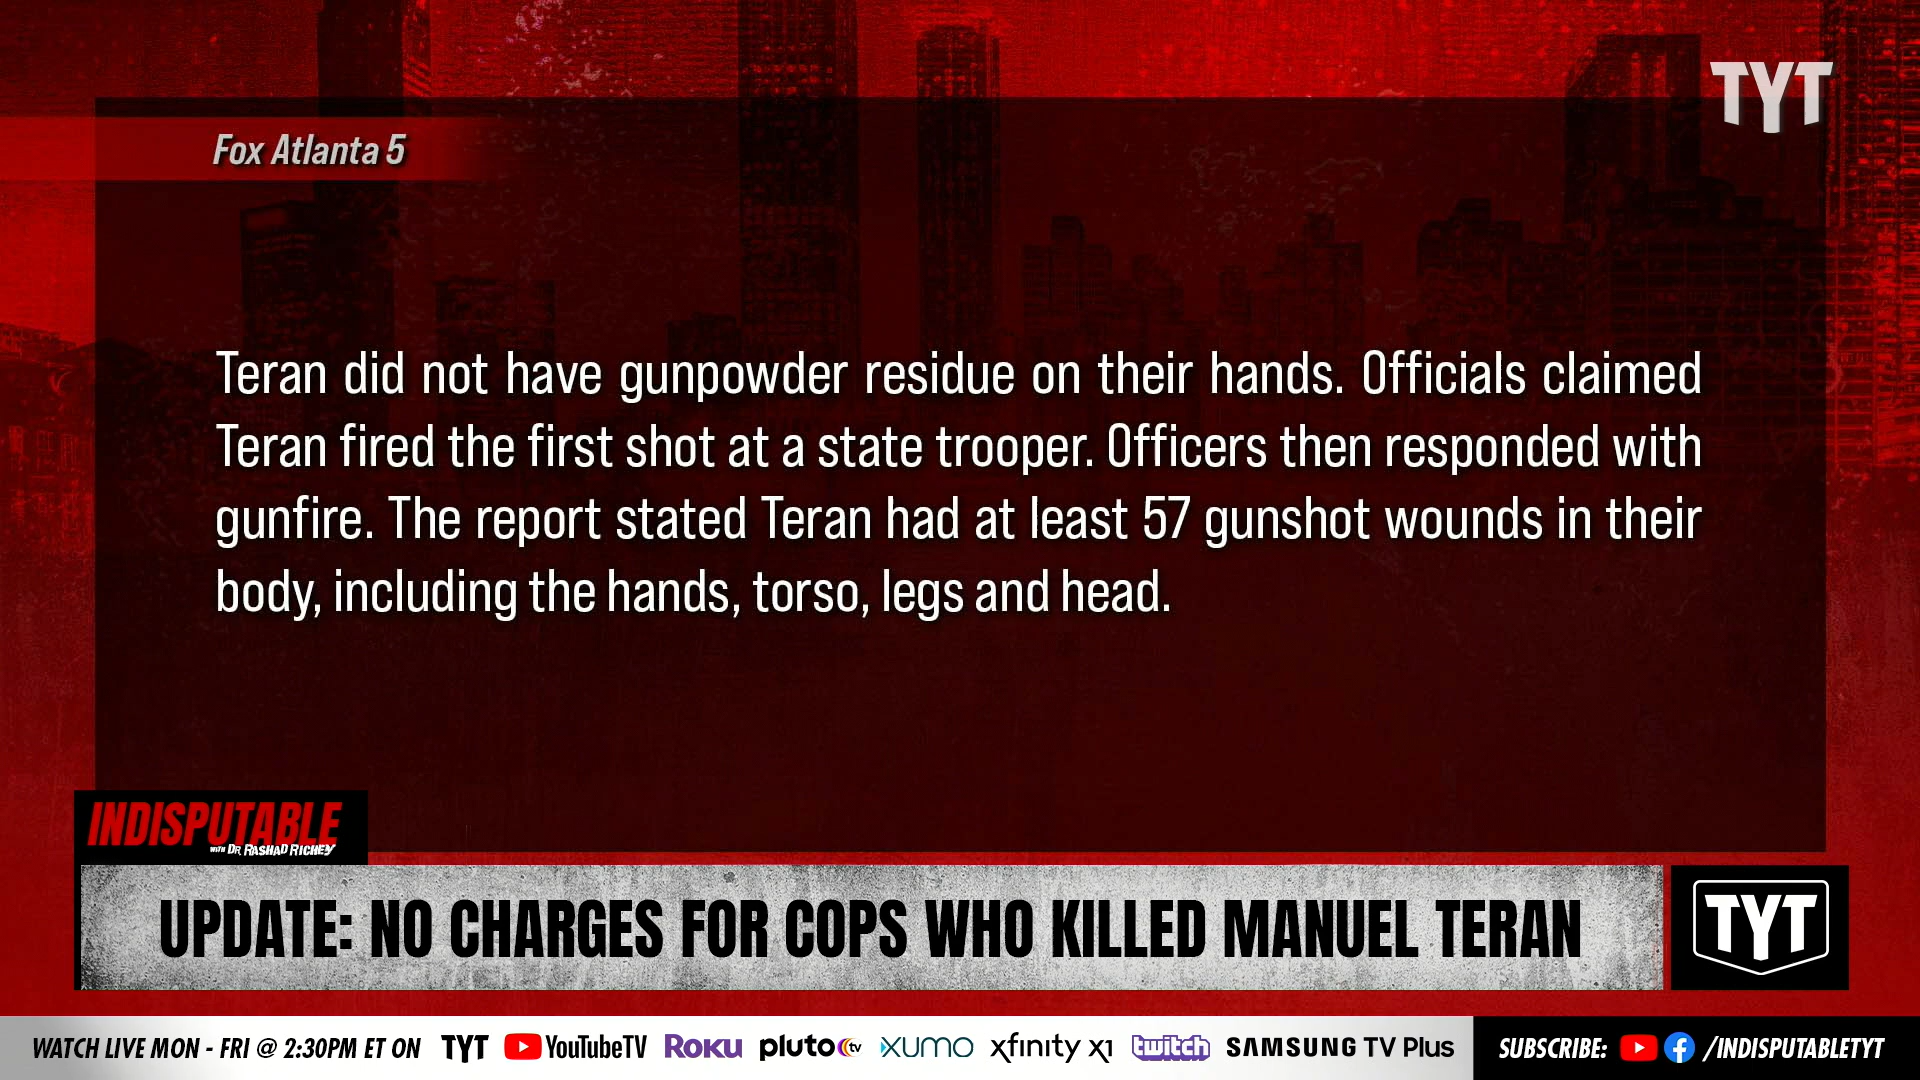 TYT
Fox Atlanta 5
Teran did not have gunpowder residue on their hands. Officials claimed
Teran fired the first shot at a state trooper. Officers then responded with
gunfire. The report stated Teran had at least 57 gunshot wounds in their
body, including the hands, torso, legs and head.
INDISPUTABLE
WITH DR RASHAD RICHEY
UPDATE: NO CHARGES FOR COPS WHO KILLED MANUEL TERAN
TYT
WATCH LIVE MON - FRI @ 2:30PM ET ON TYT YouTubeTV ROKU pluto tv XUMO xfinity x1 twitch SAMSUNG TV Plus SUBSCRIBE: /INDISPUTABLETYT